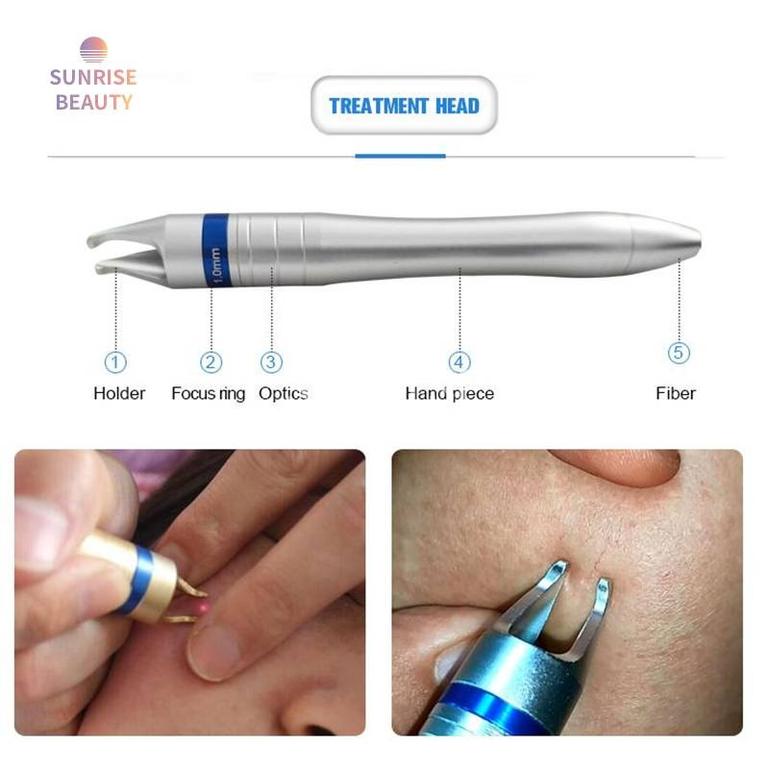 SUNRISE
BEAUTY
TREATMENT HEAD
1.0mm
1 2 3 4 5
Holder Focus ring Optics Hand piece Fiber